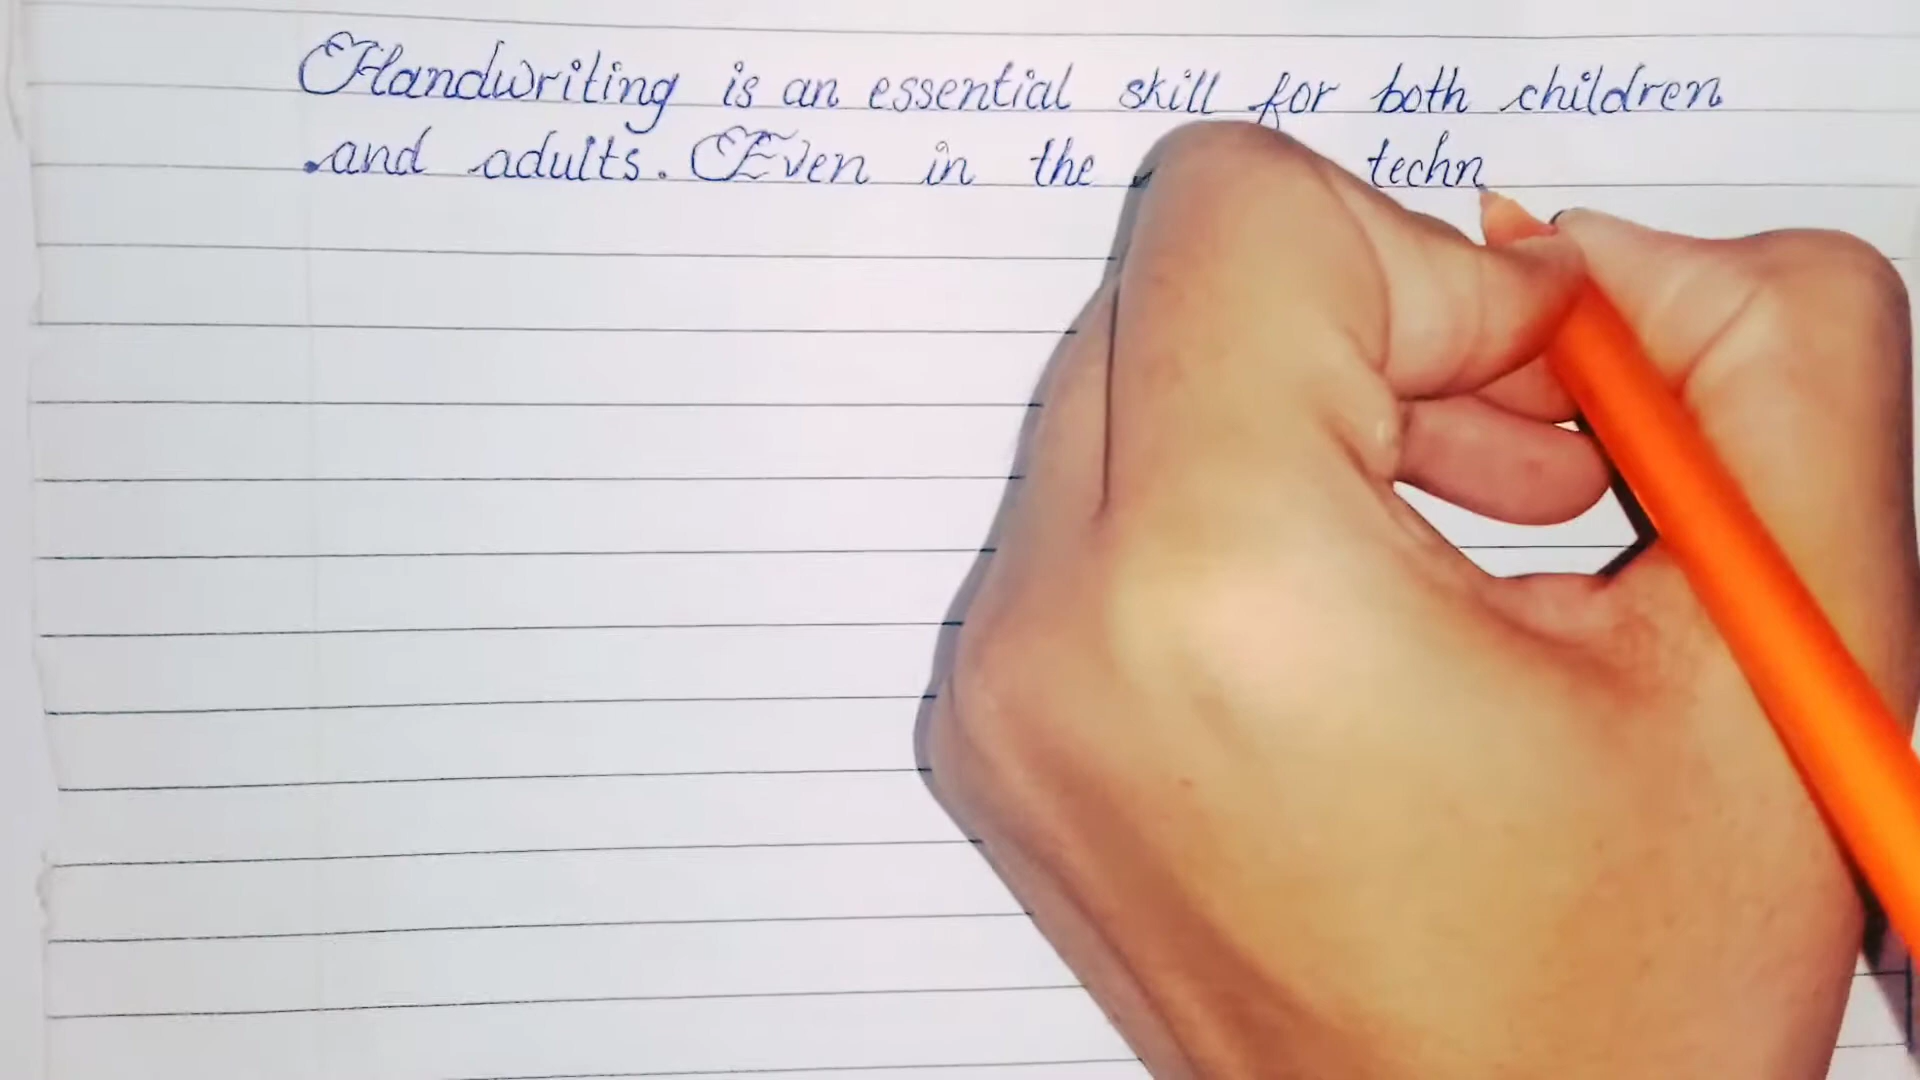 Handwriting is an essential skill for both children
and adults. Even in the techn